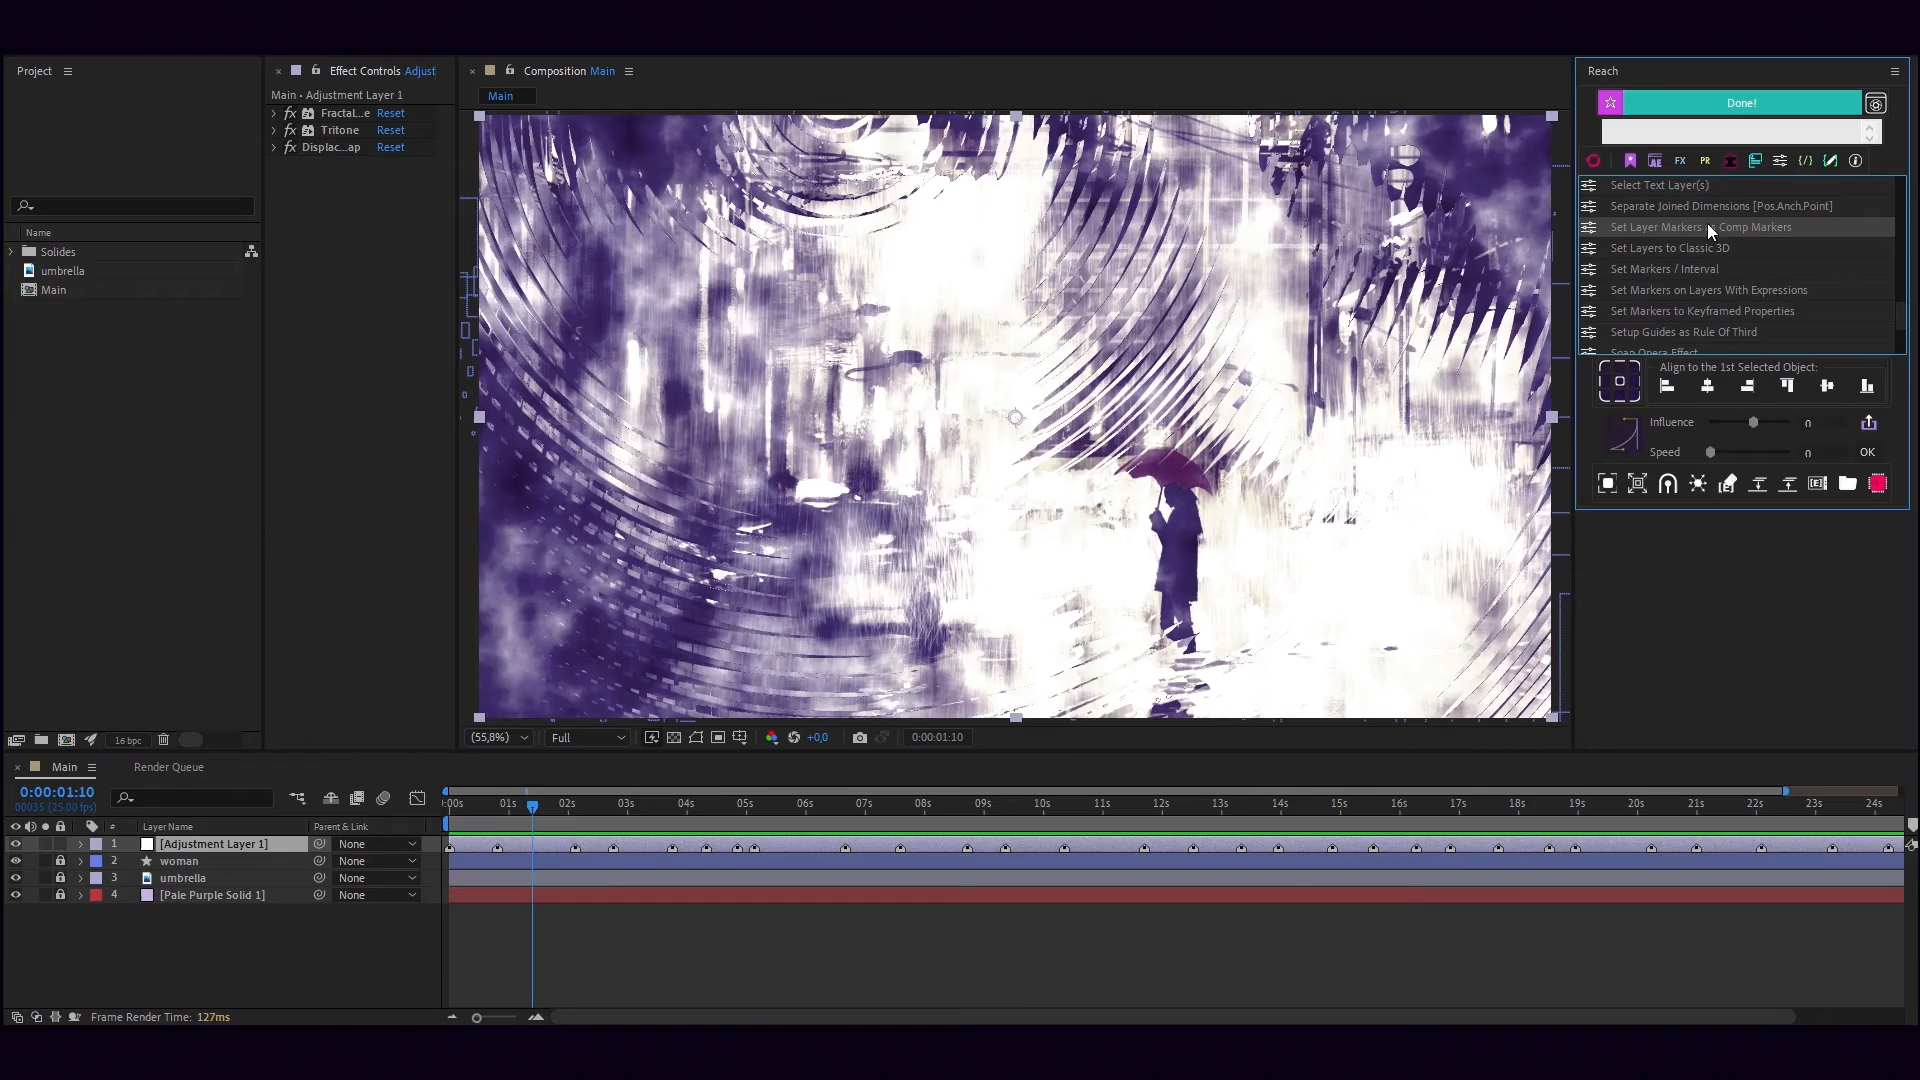 Project
Effect Controls Adjust
Composition Main
Reach
Main • Adjustment Layer 1
Main
Done!
Fractal...e Reset
Tritone Reset
Displac...ap Reset
AE FX PR
Select Text Layer(s)
Separate Joined Dimensions [Pos.Anch.Point]
Set Layer Markers as Comp Markers
Set Layers to Classic 3D
Set Markers / Interval
Set Markers on Layers With Expressions
Set Markers to Keyframed Properties
Setup Guides as Rule Of Third
Soap Opera Effect
Name
Solides
umbrella
Main
Align to the 1st Selected Object:
Influence 0
Speed 0 OK
16 bpc
(55,8%) Full +0,0 0:00:01:10
Main Render Queue
0:00:01:10
00035 (25.00 fps)
:00s 01s 02s 03s 04s 05s 06s 07s 08s 09s 10s 11s 12s 13s 14s 15s 16s 17s 18s 19s 20s 21s 22s 23s 24s
# Layer Name Parent & Link
1 [Adjustment Layer 1] None
2 woman None
3 umbrella None
4 [Pale Purple Solid 1] None
Frame Render Time: 127ms